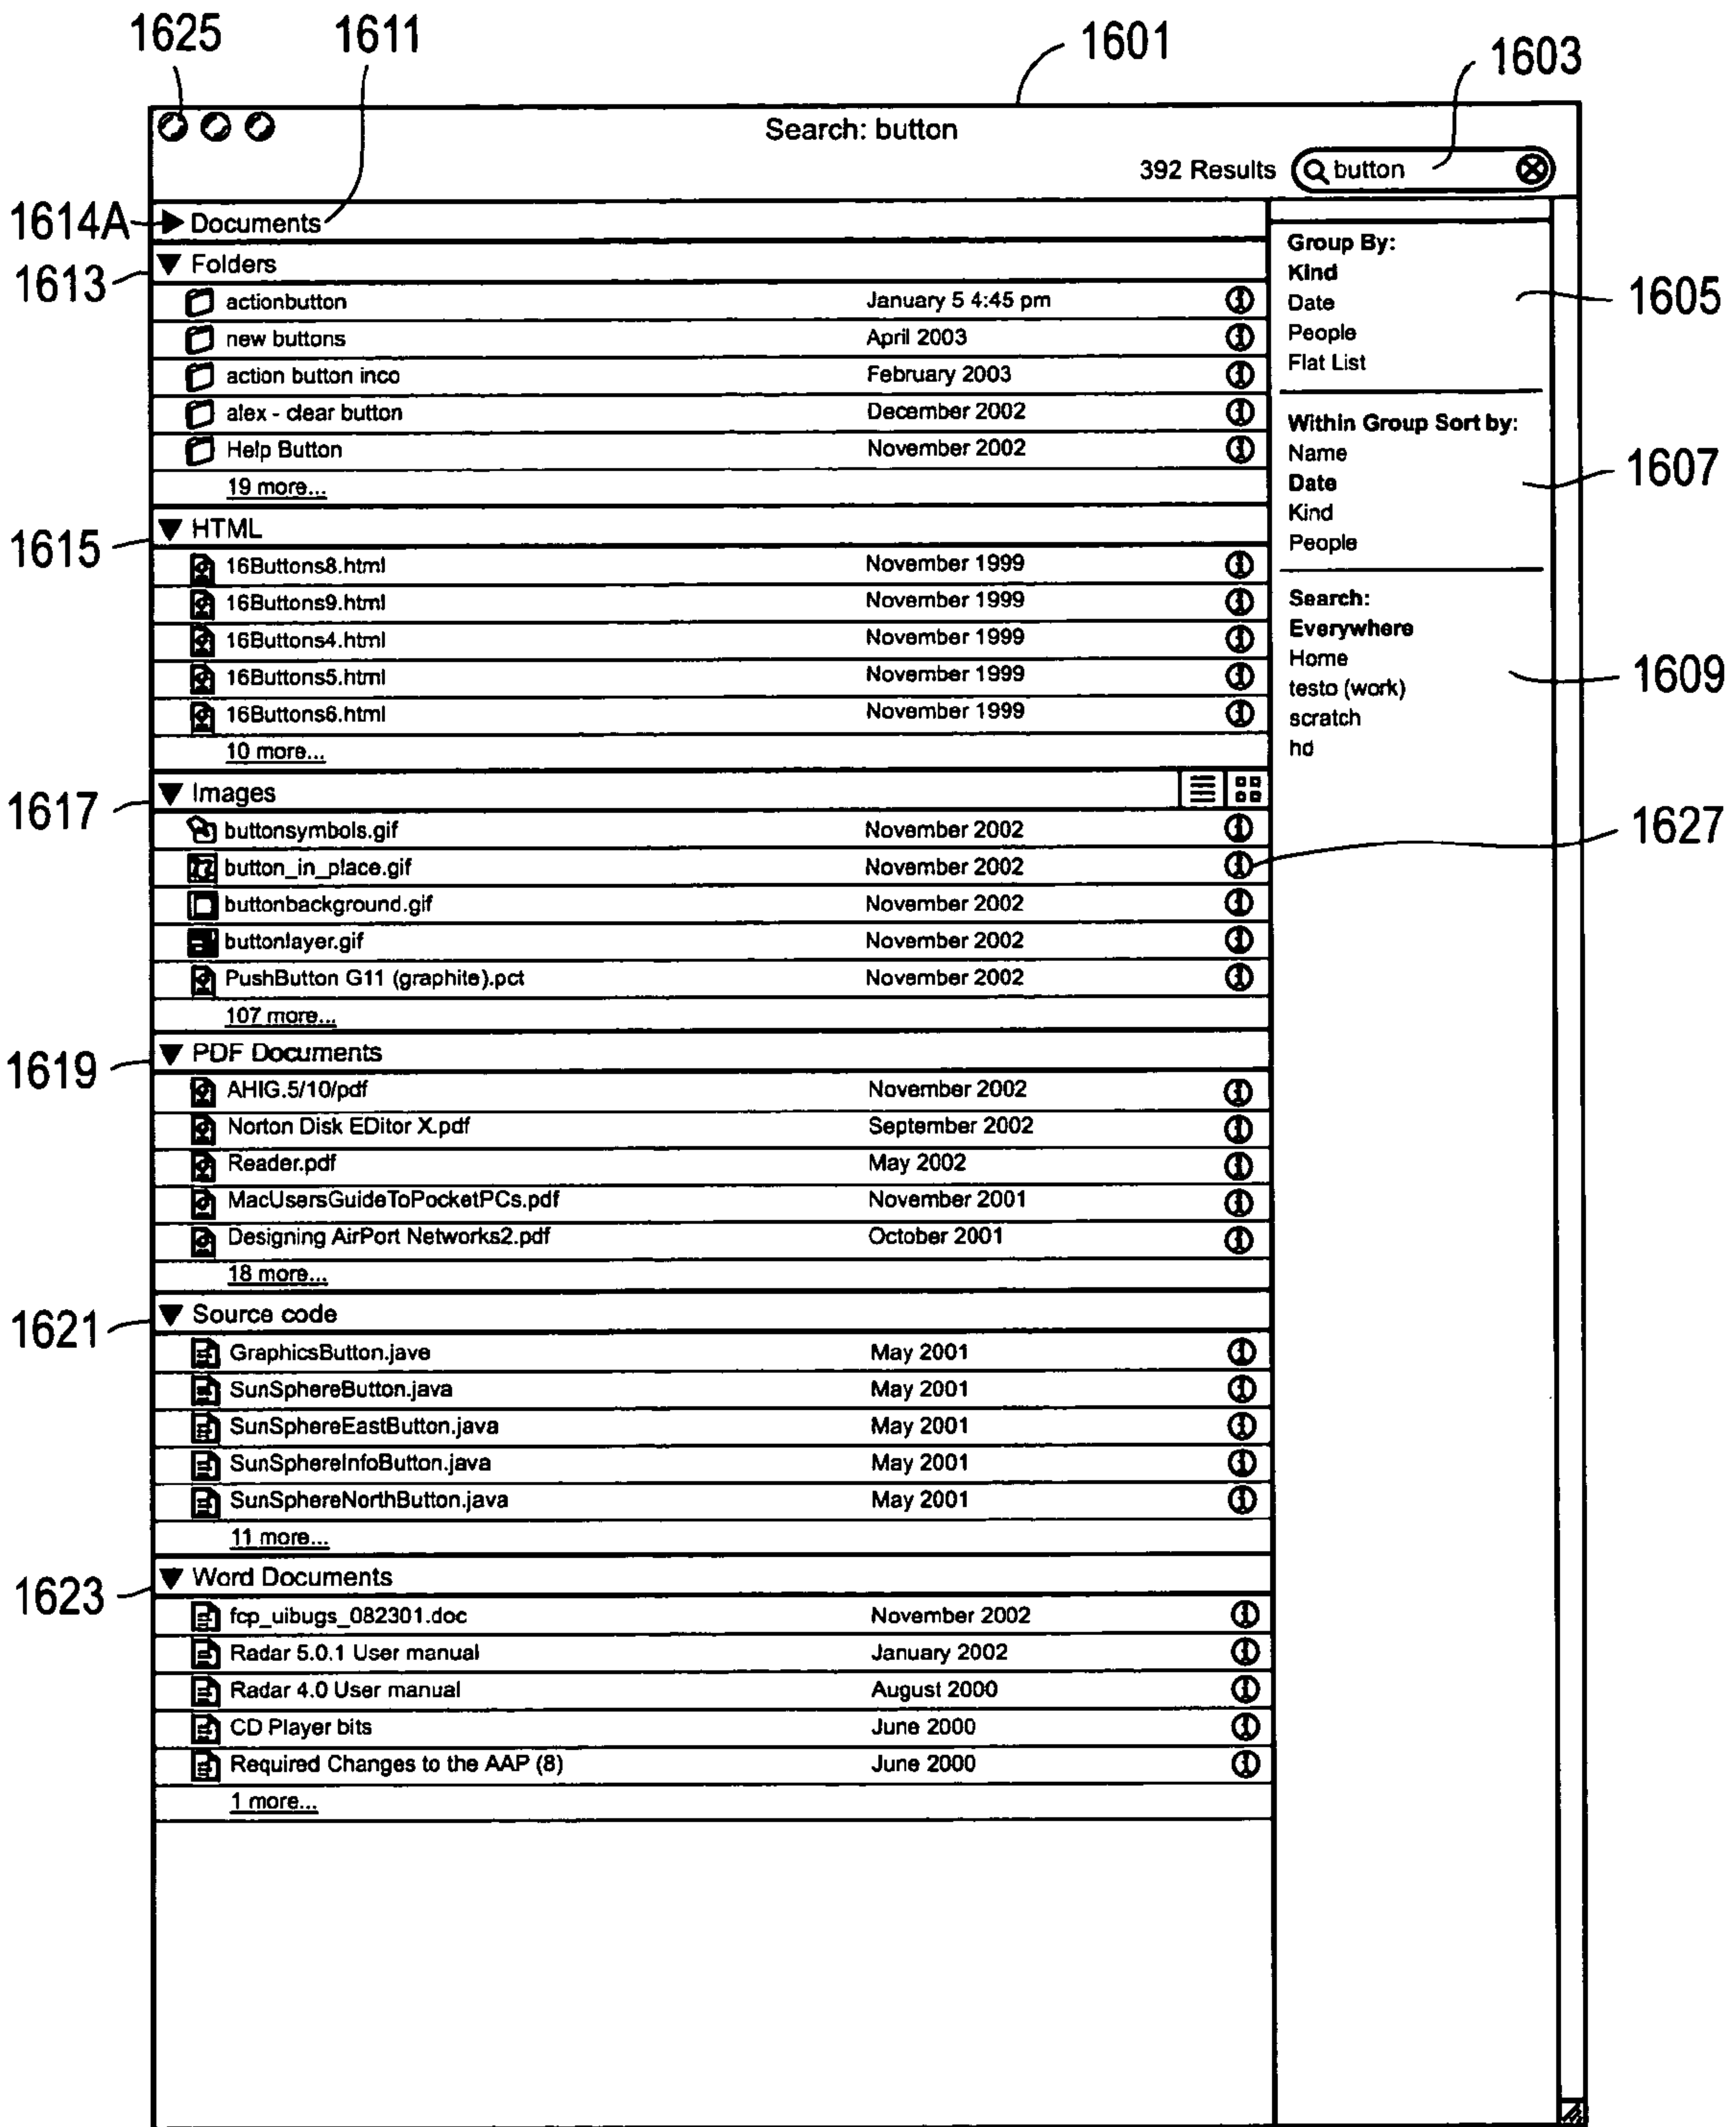 1625 1611 1601 1603
Search: button
392 Results button
1614A Documents
1613 Folders
actionbutton January 5 4:45 pm
new buttons April 2003
action button inco February 2003
alex - clear button December 2002
Help Button November 2002
19 more...
1615 HTML
16Buttons8.html November 1999
16Buttons9.html November 1999
16Buttons4.html November 1999
16Buttons5.html November 1999
16Buttons6.html November 1999
10 more...
1617 Images
buttonsymbols.gif November 2002
button_in_place.gif November 2002
buttonbackground.gif November 2002
buttonlayer.gif November 2002
PushButton G11 (graphite).pct November 2002
107 more...
1619 PDF Documents
AHIG.5/10/pdf November 2002
Norton Disk EDitor X.pdf September 2002
Reader.pdf May 2002
MacUsersGuideToPocketPCs.pdf November 2001
Designing AirPort Networks2.pdf October 2001
18 more...
1621 Source code
GraphicsButton.jave May 2001
SunSphereButton.java May 2001
SunSphereEastButton.java May 2001
SunSphereInfoButton.java May 2001
SunSphereNorthButton.java May 2001
11 more...
1623 Word Documents
fcp_uibugs_082301.doc November 2002
Radar 5.0.1 User manual January 2002
Radar 4.0 User manual August 2000
CD Player bits June 2000
Required Changes to the AAP (8) June 2000
1 more...
Group By:
Kind
Date
People
Flat List
1605
Within Group Sort by:
Name
Date
Kind
People
1607
Search:
Everywhere
Home
testo (work)
scratch
hd
1609
1627